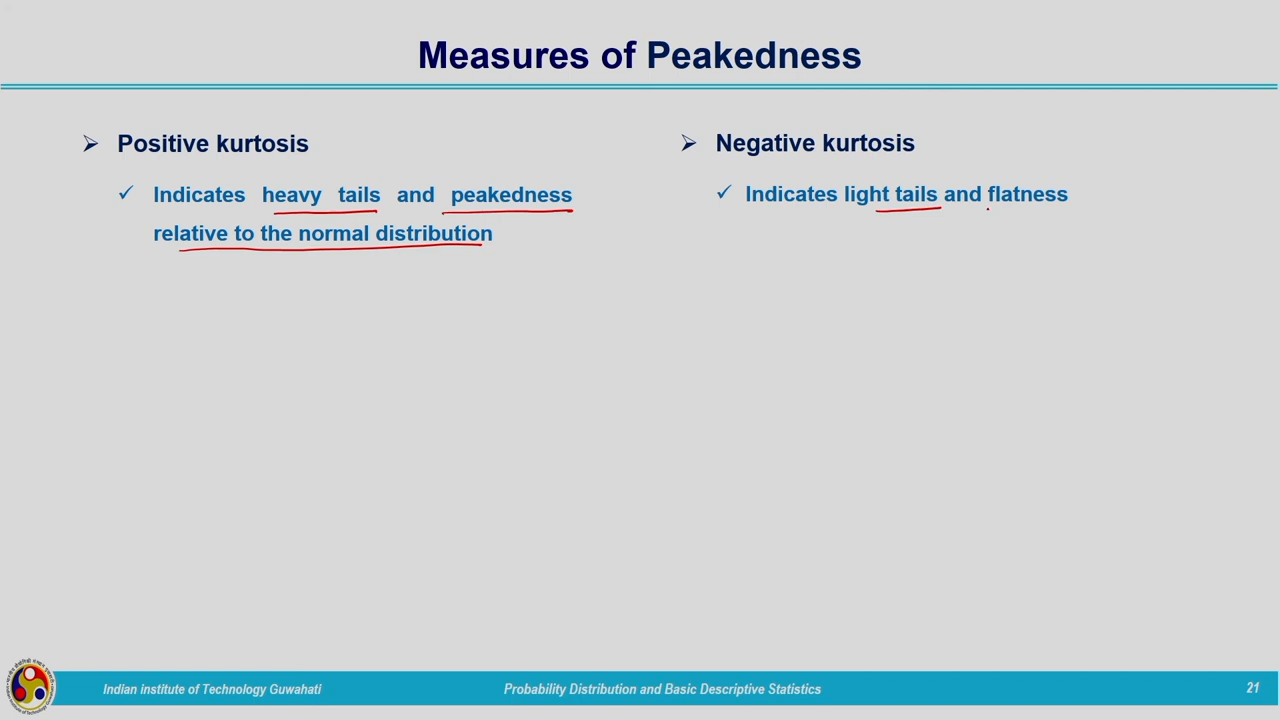 Measures of Peakedness
➢ Positive kurtosis
✓ Indicates heavy tails and peakedness
relative to the normal distribution
➢ Negative kurtosis
✓ Indicates light tails and flatness
Indian institute of Technology Guwahati
Probability Distribution and Basic Descriptive Statistics
21